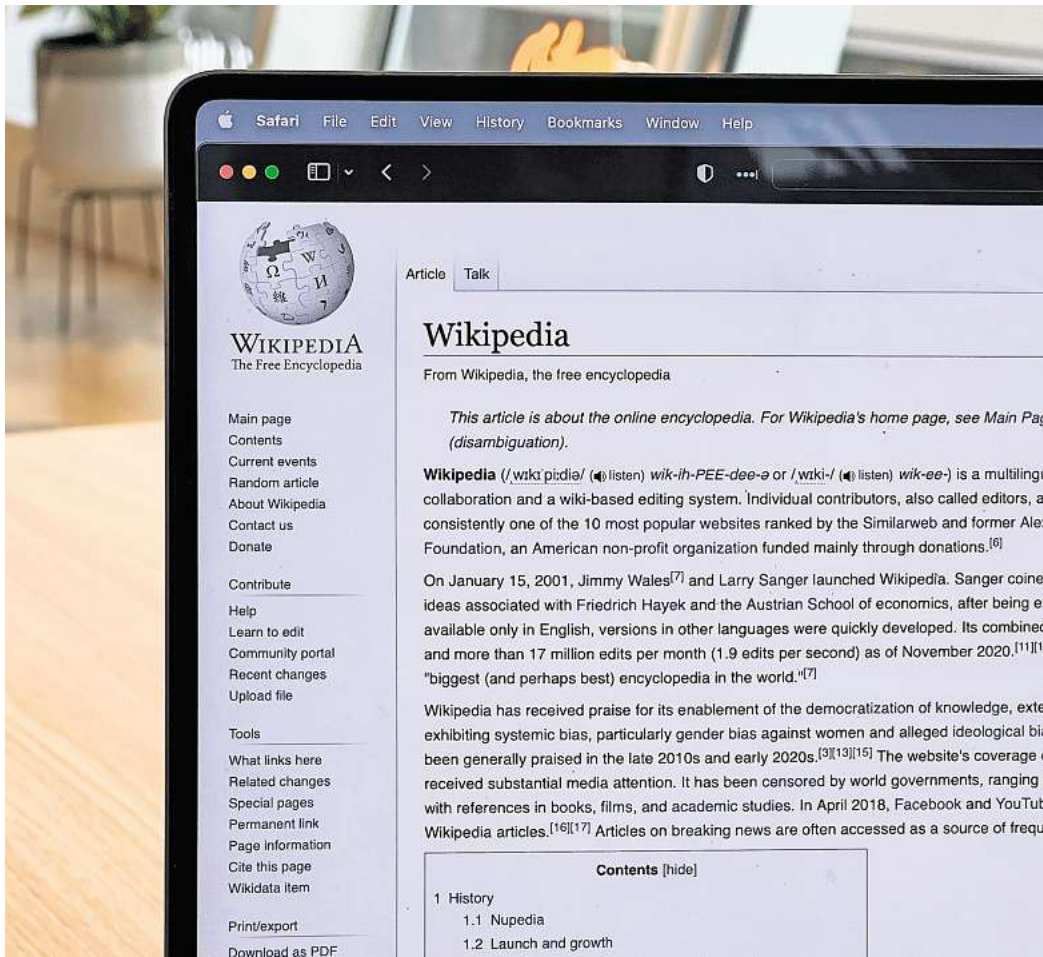 Safari File Edit View History Bookmarks Window Help
Ω W И 維 7
WIKIPEDIA
The Free Encyclopedia
Main page
Contents
Current events
Random article
About Wikipedia
Contact us
Donate
Contribute
Help
Learn to edit
Community portal
Recent changes
Upload file
Tools
What links here
Related changes
Special pages
Permanent link
Page information
Cite this page
Wikidata item
Print/export
Download as PDF
Article Talk
Wikipedia
From Wikipedia, the free encyclopedia
This article is about the online encyclopedia. For Wikipedia's home page, see Main Pag
(disambiguation).
Wikipedia (/ˌwɪkɪˈpiːdiə/ (listen) wik-ih-PEE-dee-ə or /ˌwɪki-/ (listen) wik-ee-) is a multilingu
collaboration and a wiki-based editing system. Individual contributors, also called editors, a
consistently one of the 10 most popular websites ranked by the Similarweb and former Ale
Foundation, an American non-profit organization funded mainly through donations.[6]
On January 15, 2001, Jimmy Wales[7] and Larry Sanger launched Wikipedia. Sanger coine
ideas associated with Friedrich Hayek and the Austrian School of economics, after being e
available only in English, versions in other languages were quickly developed. Its combined
and more than 17 million edits per month (1.9 edits per second) as of November 2020.[11][1
"biggest (and perhaps best) encyclopedia in the world."[7]
Wikipedia has received praise for its enablement of the democratization of knowledge, exte
exhibiting systemic bias, particularly gender bias against women and alleged ideological bia
been generally praised in the late 2010s and early 2020s.[3][13][15] The website's coverage
received substantial media attention. It has been censored by world governments, ranging
with references in books, films, and academic studies. In April 2018, Facebook and YouTub
Wikipedia articles.[16][17] Articles on breaking news are often accessed as a source of frequ
Contents [hide]
1 History
1.1 Nupedia
1.2 Launch and growth